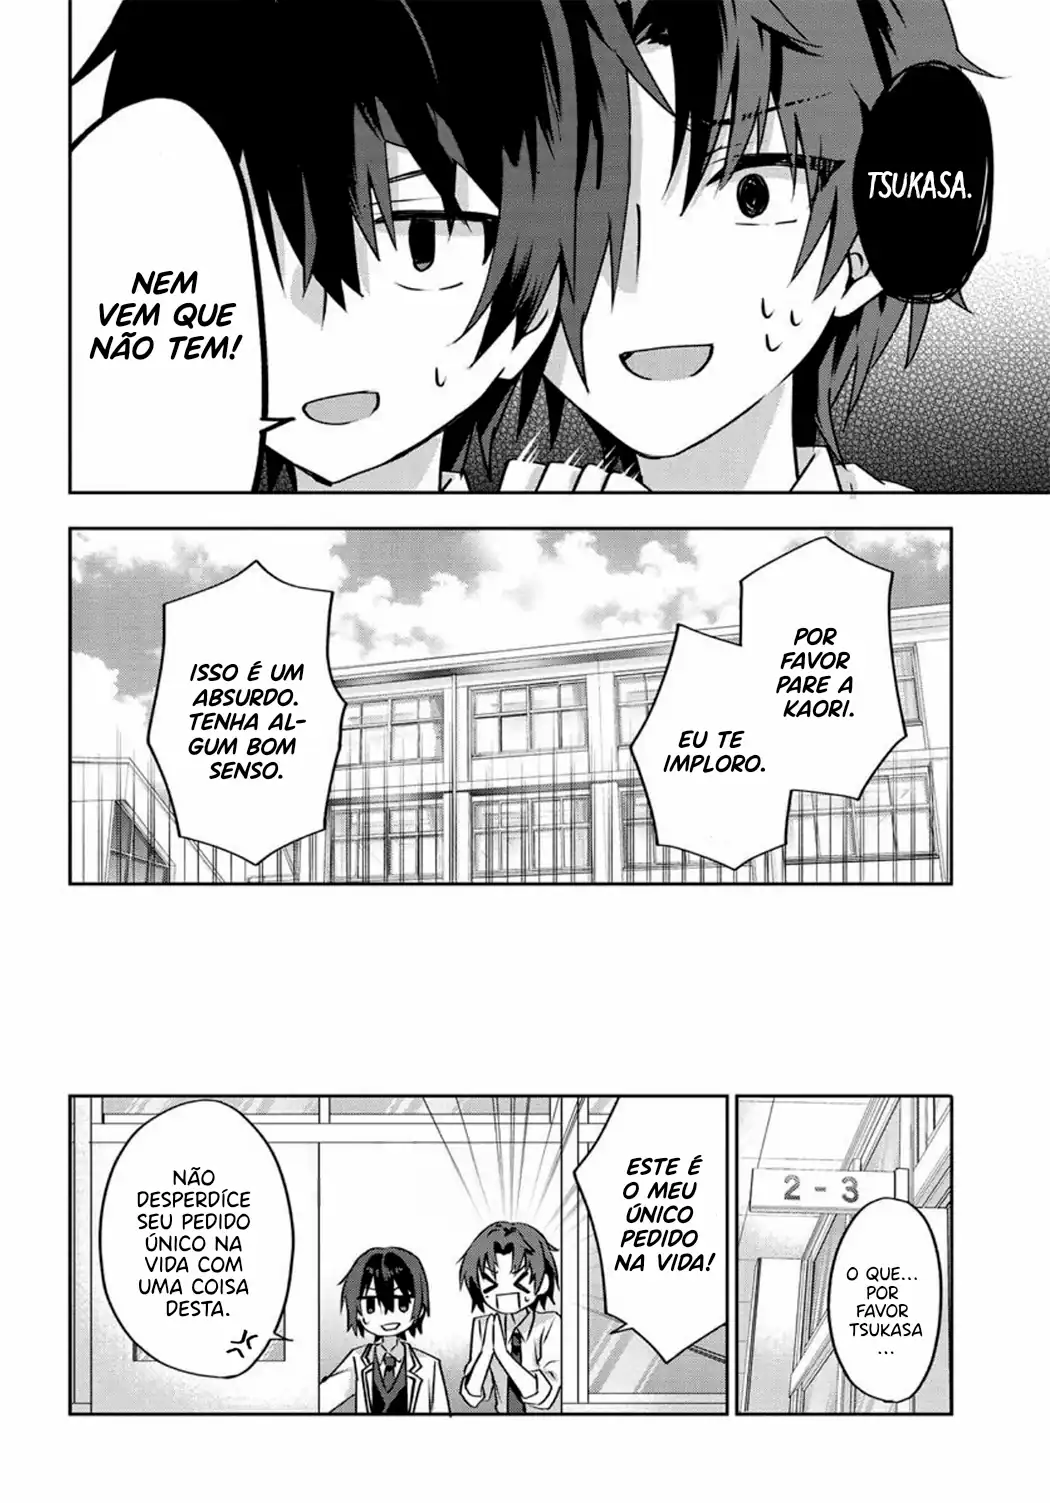 TSUKASA.
NEM
VEM QUE
NÃO TEM!
POR
FAVOR
PARE A
KAORI.
EU TE
IMPLORO.
ISSO É UM
ABSURDO.
TENHA AL-
GUM BOM
SENSO.
2-3
O QUE...
POR
FAVOR
TSUKASA
...
ESTE É
O MEU
ÚNICO
PEDIDO
NA VIDA!
NÃO
DESPERDÍCE
SEU PEDIDO
ÚNICO NA
VIDA COM
UMA COISA
DESTA.